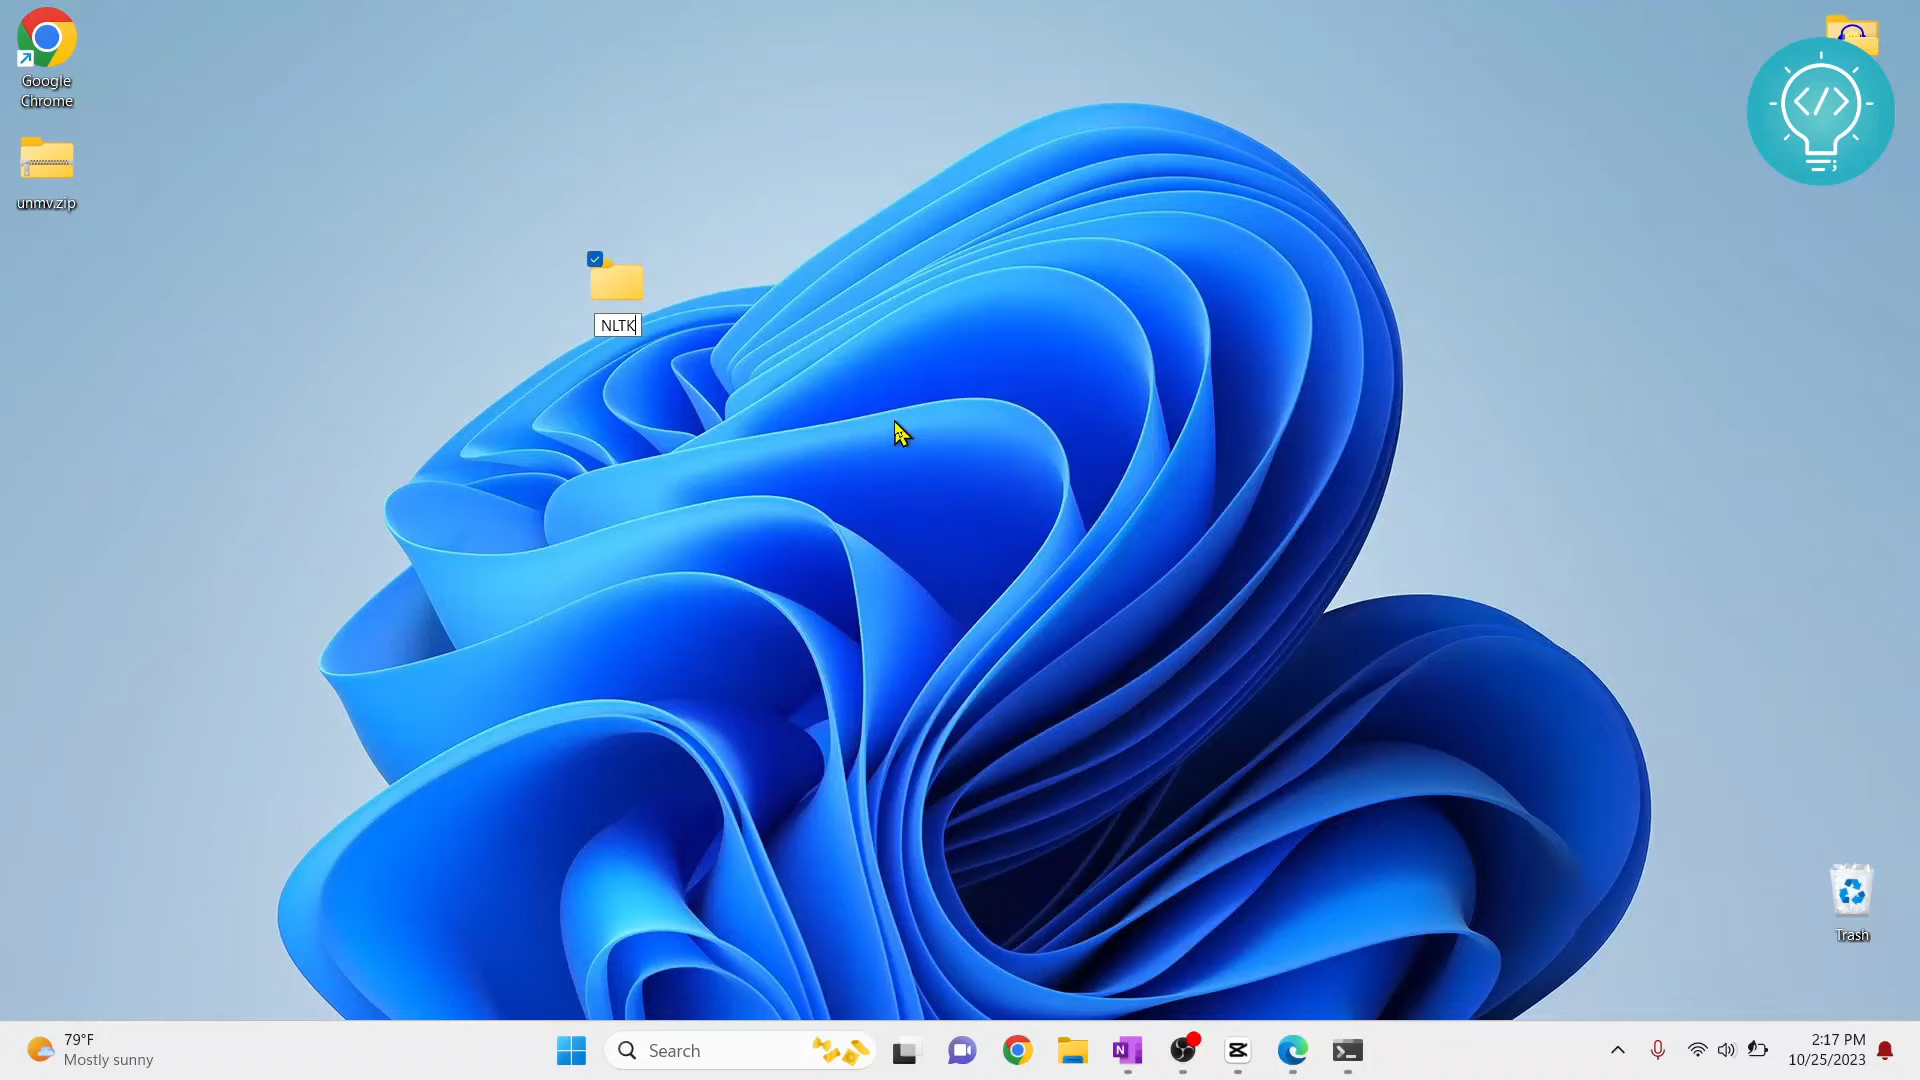 Google
Chrome
unmv.zip
NLTK
</>
;
Trash
79°F
Mostly sunny
Search
N
2:17 PM
10/25/2023